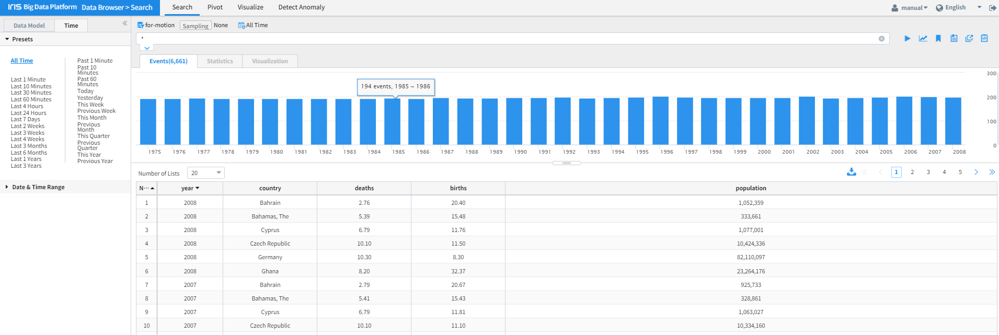 IRIS Big Data Platform Data Browser > Search Search Pivot Visualize Detect Anomaly manual English
Data Model Time
for-motion Sampling None All Time
Presets
*
All Time
Last 1 Minute
Last 10 Minutes
Last 30 Minutes
Last 60 Minutes
Last 4 Hours
Last 24 Hours
Last 7 Days
Last 2 Weeks
Last 3 Weeks
Last 4 Weeks
Last 3 Months
Last 6 Months
Last 1 Years
Last 3 Years
Past 1 Minute
Past 10
Minutes
Past 60
Minutes
Today
Yesterday
This Week
Previous Week
This Month
Previous
Month
This Quarter
Previous
Quarter
This Year
Previous Year
Date & Time Range
Events(6,661) Statistics Visualization
194 events, 1985 ~ 1986
300
200
100
0
1975 1976 1977 1978 1979 1980 1981 1982 1983 1984 1985 1986 1987 1988 1989 1990 1991 1992 1993 1994 1995 1996 1997 1998 1999 2000 2001 2002 2003 2004 2005 2006 2007 2008
Number of Lists 20 1 2 3 4 5
N··· year country deaths births population
1 2008 Bahrain 2.76 20.40 1,052,359
2 2008 Bahamas, The 5.39 15.48 333,661
3 2008 Cyprus 6.79 11.76 1,077,001
4 2008 Czech Republic 10.10 11.50 10,424,336
5 2008 Germany 10.30 8.30 82,110,097
6 2008 Ghana 8.20 32.37 23,264,176
7 2007 Bahrain 2.79 20.67 925,733
8 2007 Bahamas, The 5.41 15.43 328,861
9 2007 Cyprus 6.79 11.81 1,063,027
10 2007 Czech Republic 10.10 11.10 10,334,160